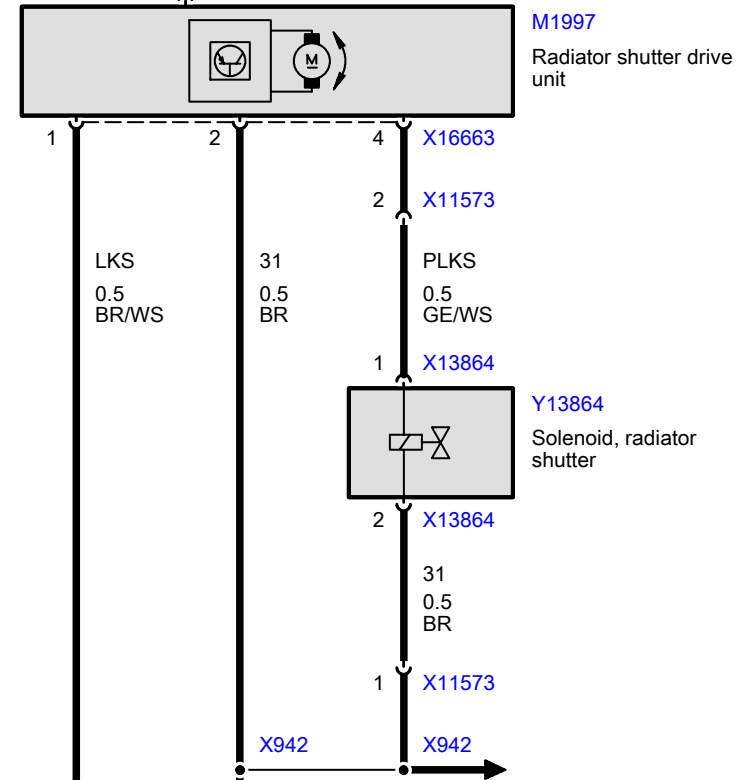 M1997
Radiator shutter drive
unit
M
1
2
4
X16663
2
X11573
LKS
31
PLKS
0.5
0.5
0.5
BR/WS
BR
GE/WS
1
X13864
Y13864
Solenoid, radiator
shutter
2
X13864
31
0.5
BR
1
X11573
X942
X942